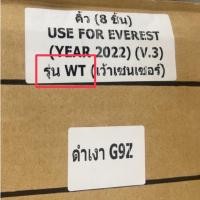 คิ้ว (8 ชิ้น)
USE FOR EVEREST
(YEAR 2022) (V.3)
รุ่น WT (เว้าเซนเซอร์)
ดำเงา G9Z